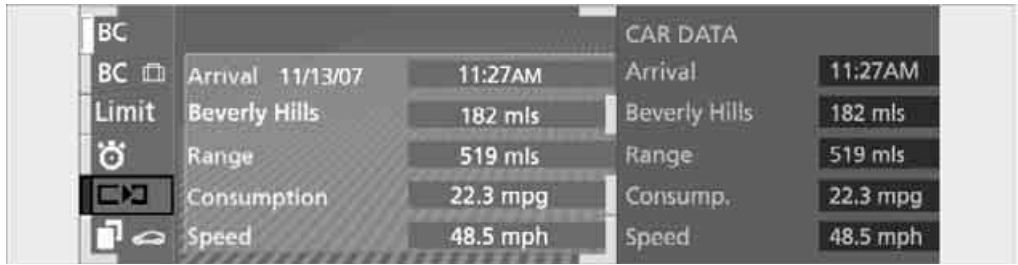 BC
BC
Limit
Arrival 11/13/07 11:27AM
Beverly Hills 182 mls
Range 519 mls
Consumption 22.3 mpg
Speed 48.5 mph
CAR DATA
Arrival 11:27AM
Beverly Hills 182 mls
Range 519 mls
Consump. 22.3 mpg
Speed 48.5 mph